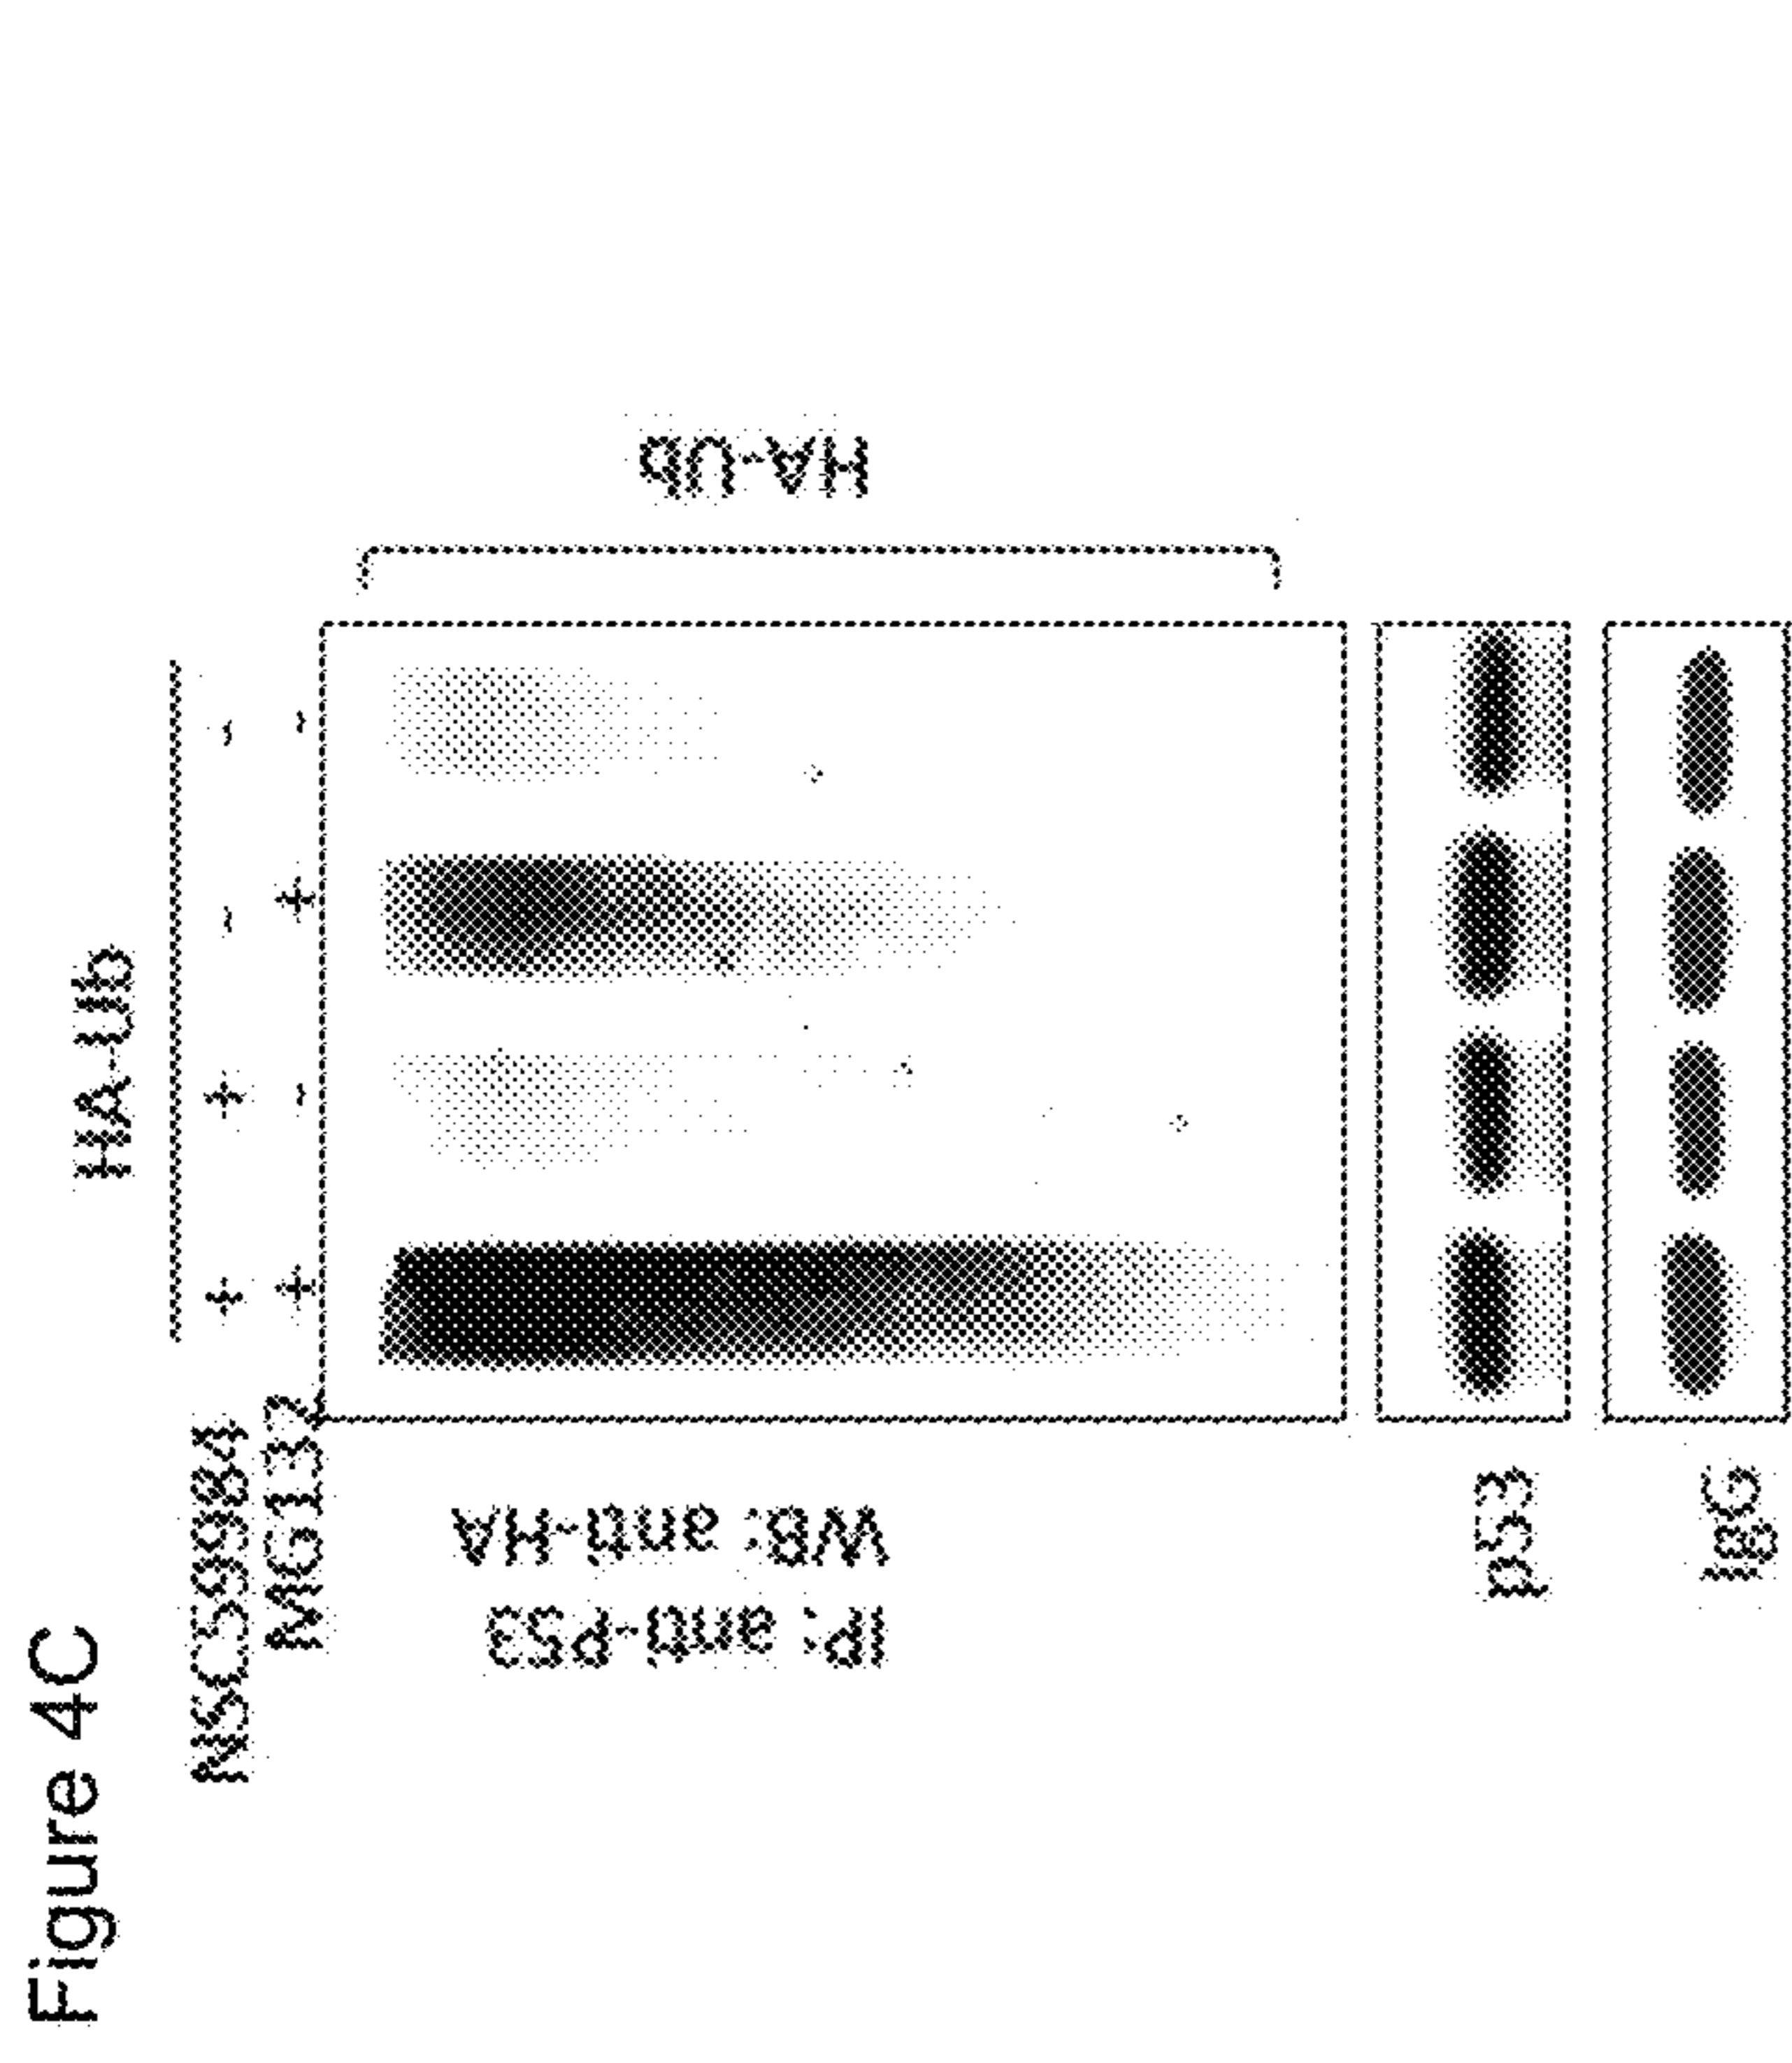 Figure 4C
HA-Ub
NSC59984 + + - -
MG132 + - + -
IP: anti-P53
WB: anti-HA
HA-Ub
p53
IgG